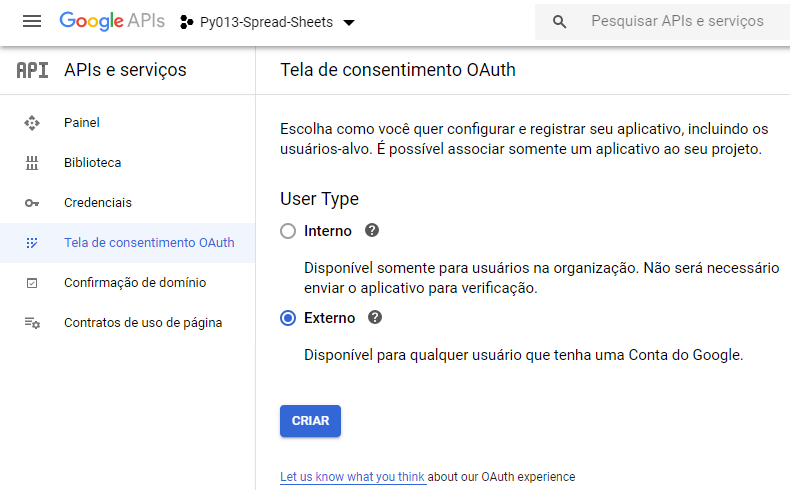 Google APIs
Py013-Spread-Sheets
Pesquisar APIs e serviços
API
APIs e serviços
Tela de consentimento OAuth
Painel
Biblioteca
Credenciais
Tela de consentimento OAuth
Confirmação de domínio
Contratos de uso de página
Escolha como você quer configurar e registrar seu aplicativo, incluindo os
usuários-alvo. É possível associar somente um aplicativo ao seu projeto.
User Type
Interno ?
Disponível somente para usuários na organização. Não será necessário
enviar o aplicativo para verificação.
Externo ?
Disponível para qualquer usuário que tenha uma Conta do Google.
CRIAR
Let us know what you think about our OAuth experience